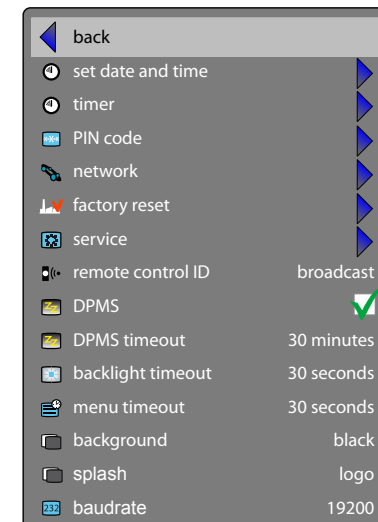 back
set date and time
timer
PIN code
network
factory reset
service
remote control ID broadcast
DPMS
DPMS timeout 30 minutes
backlight timeout 30 seconds
menu timeout 30 seconds
background black
splash logo
232 baudrate 19200